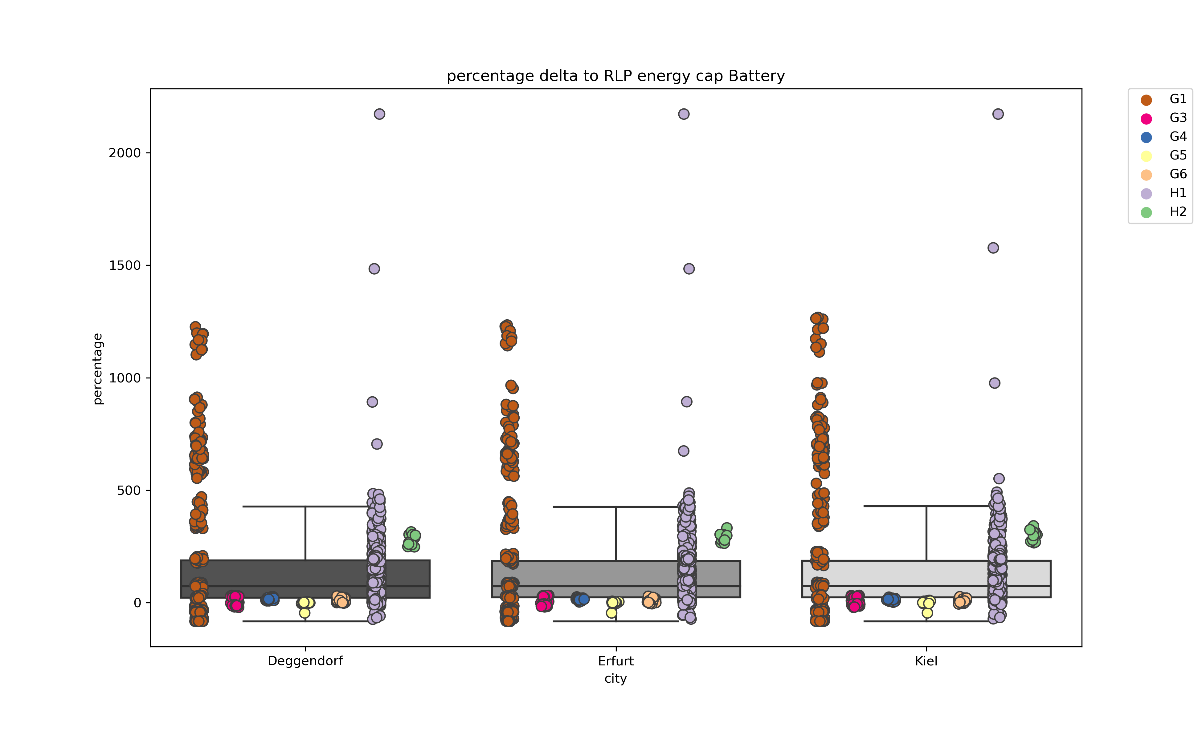 percentage delta to RLP energy cap Battery
G1
G3
G4
G5
G6
H1
H2
2000
1500
1000
500
0
percentage
Deggendorf
Erfurt
Kiel
city